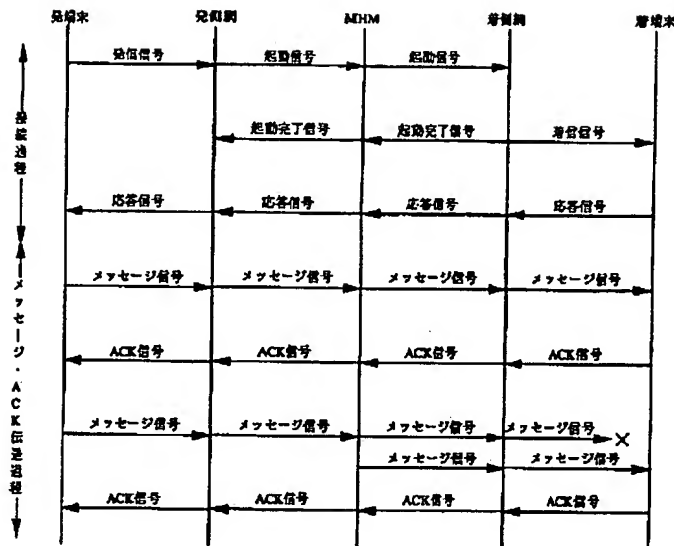 発端末 発側網 MHM 着側網 着端末
発信信号 起動信号 起動信号
起動完了信号 起動完了信号 着信信号
接続過程
応答信号 応答信号 応答信号 応答信号
メッセージ信号 メッセージ信号 メッセージ信号 メッセージ信号
ACK信号 ACK信号 ACK信号 ACK信号
メッセージ・ACK伝送過程
メッセージ信号 メッセージ信号 メッセージ信号 メッセージ信号
メッセージ信号 メッセージ信号
ACK信号 ACK信号 ACK信号 ACK信号